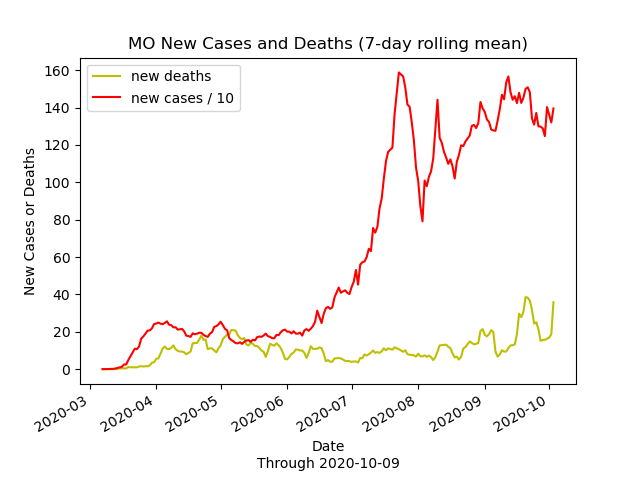 MO New Cases and Deaths (7-day rolling mean)
new deaths
new cases / 10
160
140
120
100
80
60
40
20
0
New Cases or Deaths
2020-03
2020-04
2020-05
2020-06
2020-07
2020-08
2020-09
2020-10
Date
Through 2020-10-09